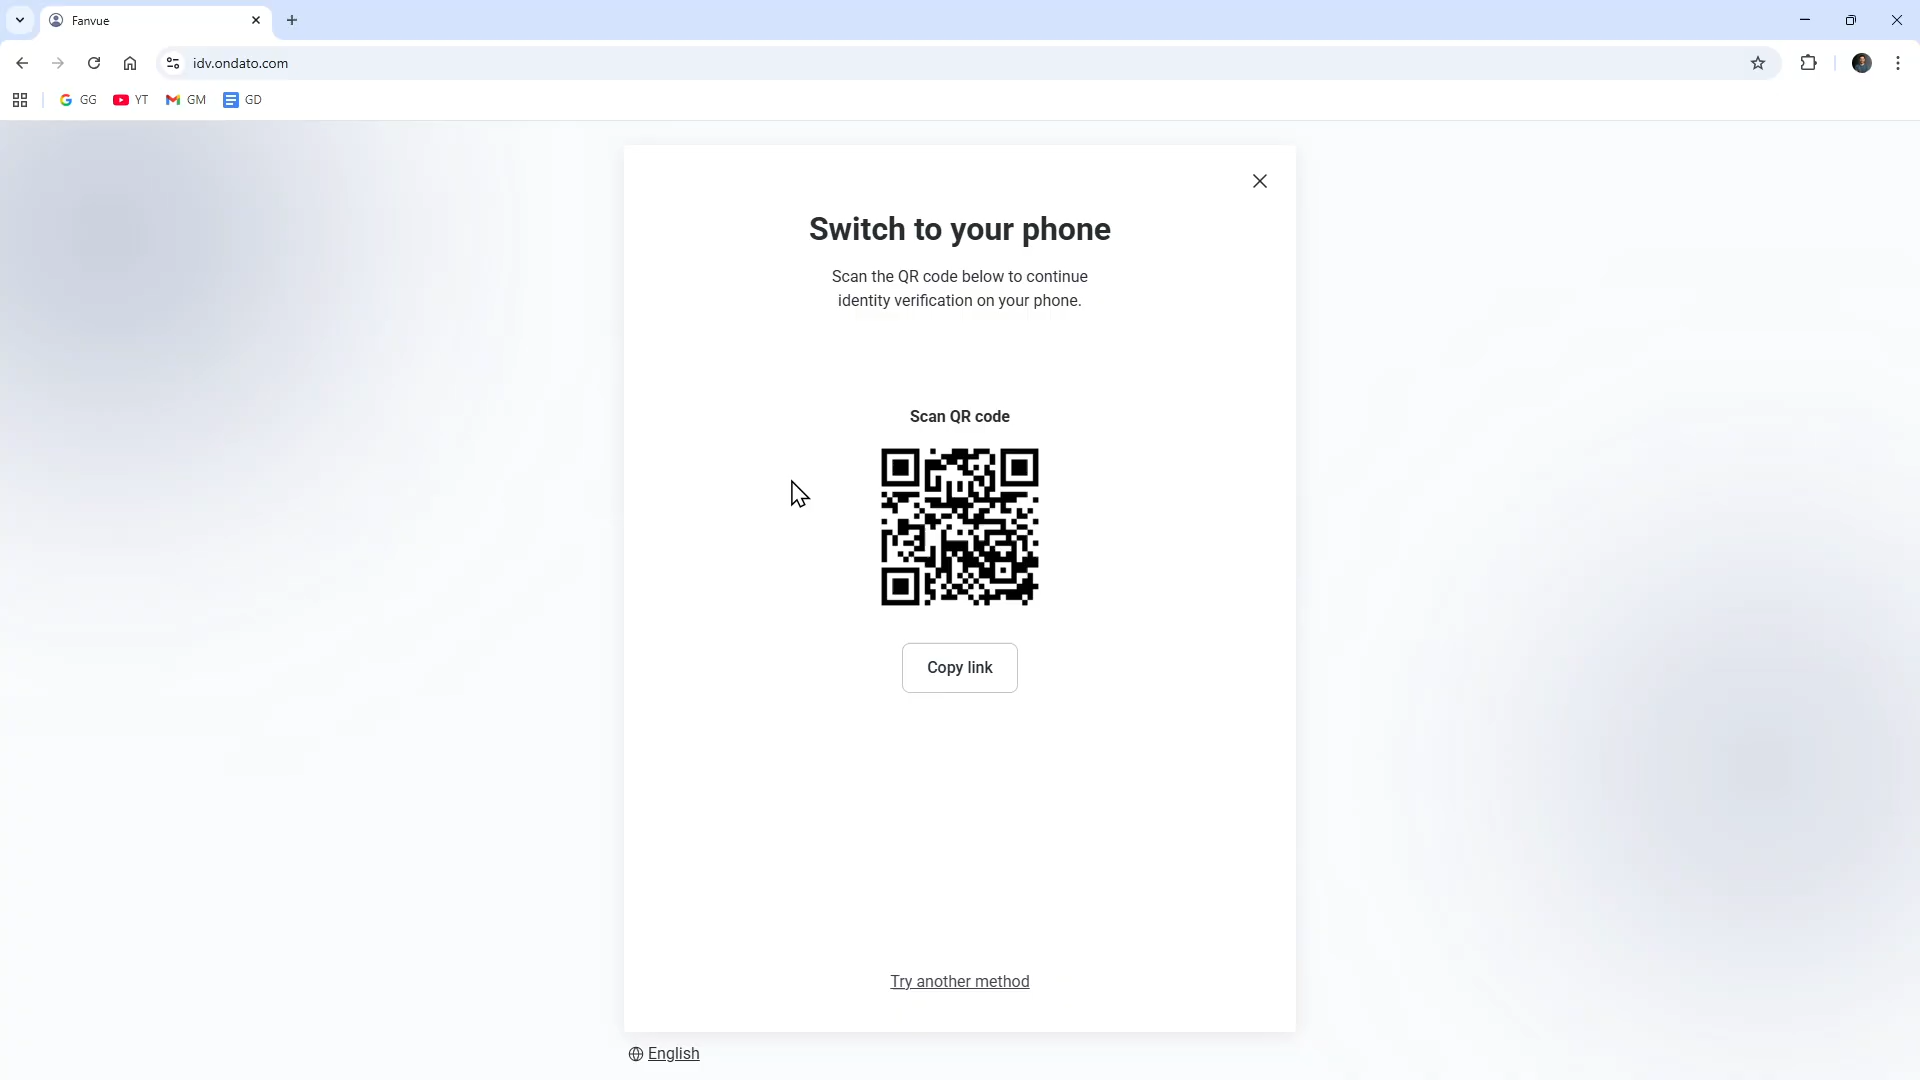 Fanvue
idv.ondato.com
GG
YT
GM
GD
Switch to your phone
Scan the QR code below to continue
identity verification on your phone.
Scan QR code
Copy link
Try another method
English